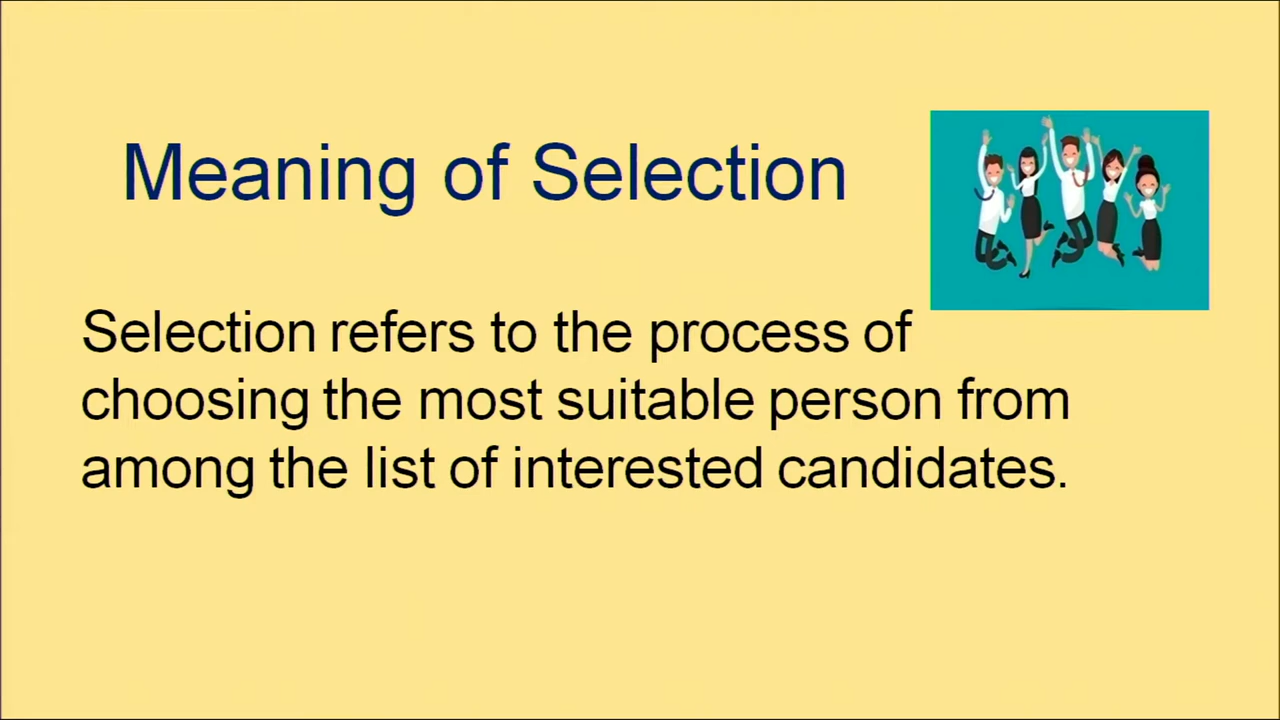 Meaning of Selection
Selection refers to the process of
choosing the most suitable person from
among the list of interested candidates.